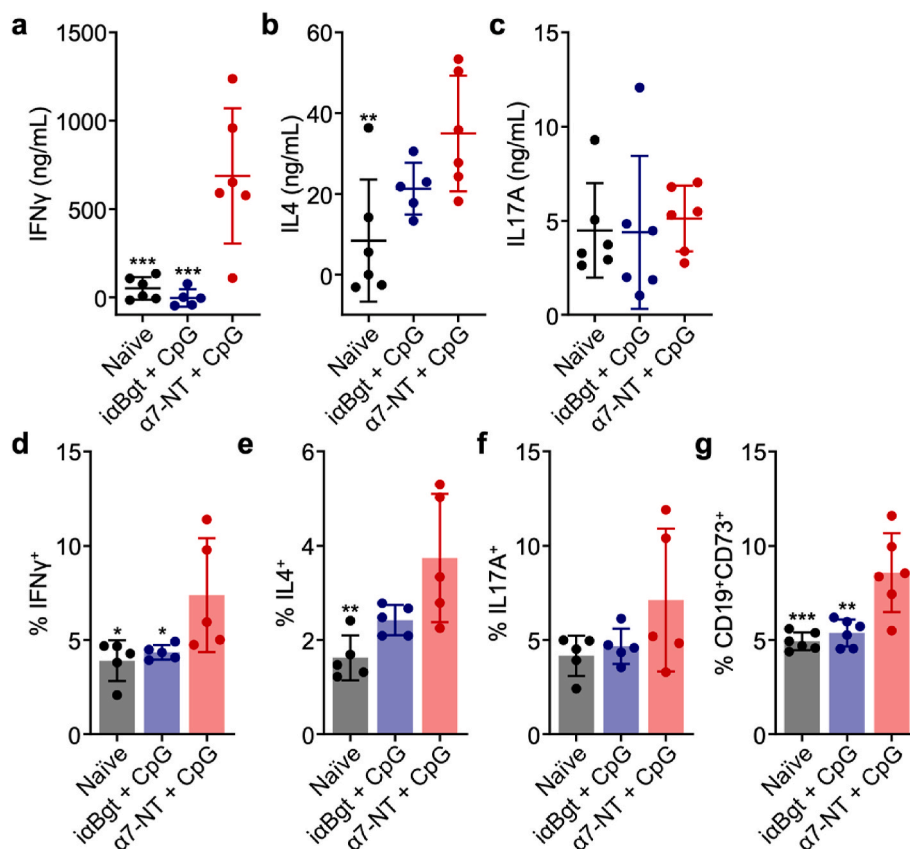 a
IFNγ (ng/mL)
1500
1000
500
0
***
***
Naïve
iαBgt + CpG
α7-NT + CpG
b
IL4 (ng/mL)
60
40
20
0
**
Naïve
iαBgt + CpG
α7-NT + CpG
c
IL17A (ng/mL)
15
10
5
0
Naïve
iαBgt + CpG
α7-NT + CpG
d
% IFNγ⁺
15
10
5
0
*
*
Naïve
iαBgt + CpG
α7-NT + CpG
e
% IL4⁺
6
4
2
0
**
Naïve
iαBgt + CpG
α7-NT + CpG
f
% IL17A⁺
15
10
5
0
Naïve
iαBgt + CpG
α7-NT + CpG
g
% CD19⁺CD73⁺
15
10
5
0
***
**
Naïve
iαBgt + CpG
α7-NT + CpG